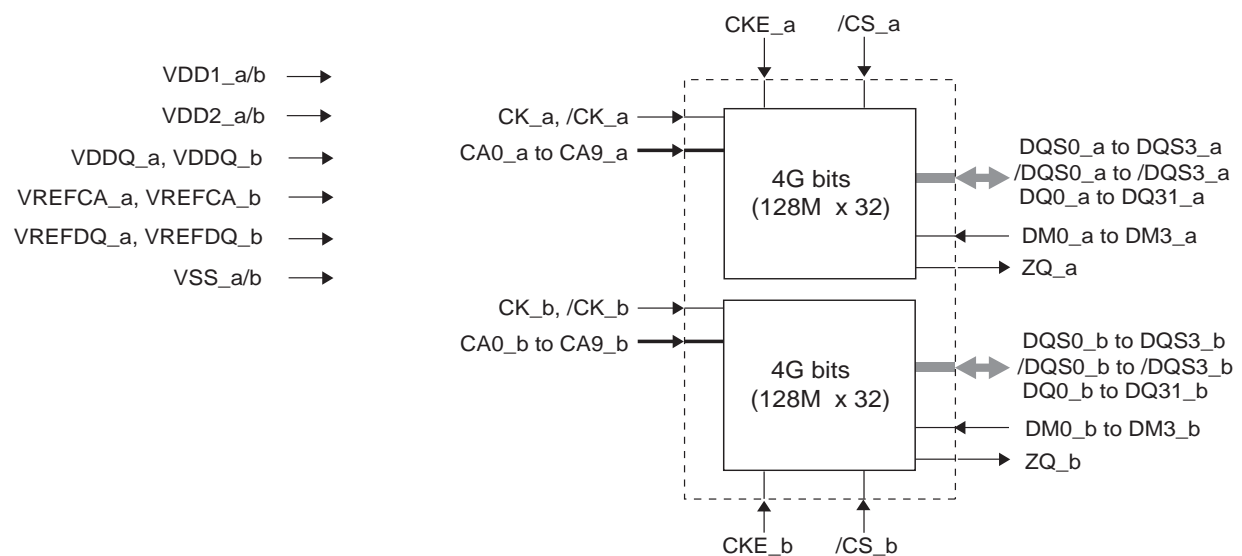 CKE_a
/CS_a
VDD1_a/b
VDD2_a/b
VDDQ_a, VDDQ_b
VREFCA_a, VREFCA_b
VREFDQ_a, VREFDQ_b
VSS_a/b
CK_a, /CK_a
CA0_a to CA9_a
4G bits
(128M x 32)
DQS0_a to DQS3_a
/DQS0_a to /DQS3_a
DQ0_a to DQ31_a
DM0_a to DM3_a
ZQ_a
CK_b, /CK_b
CA0_b to CA9_b
4G bits
(128M x 32)
DQS0_b to DQS3_b
/DQS0_b to /DQS3_b
DQ0_b to DQ31_b
DM0_b to DM3_b
ZQ_b
CKE_b
/CS_b